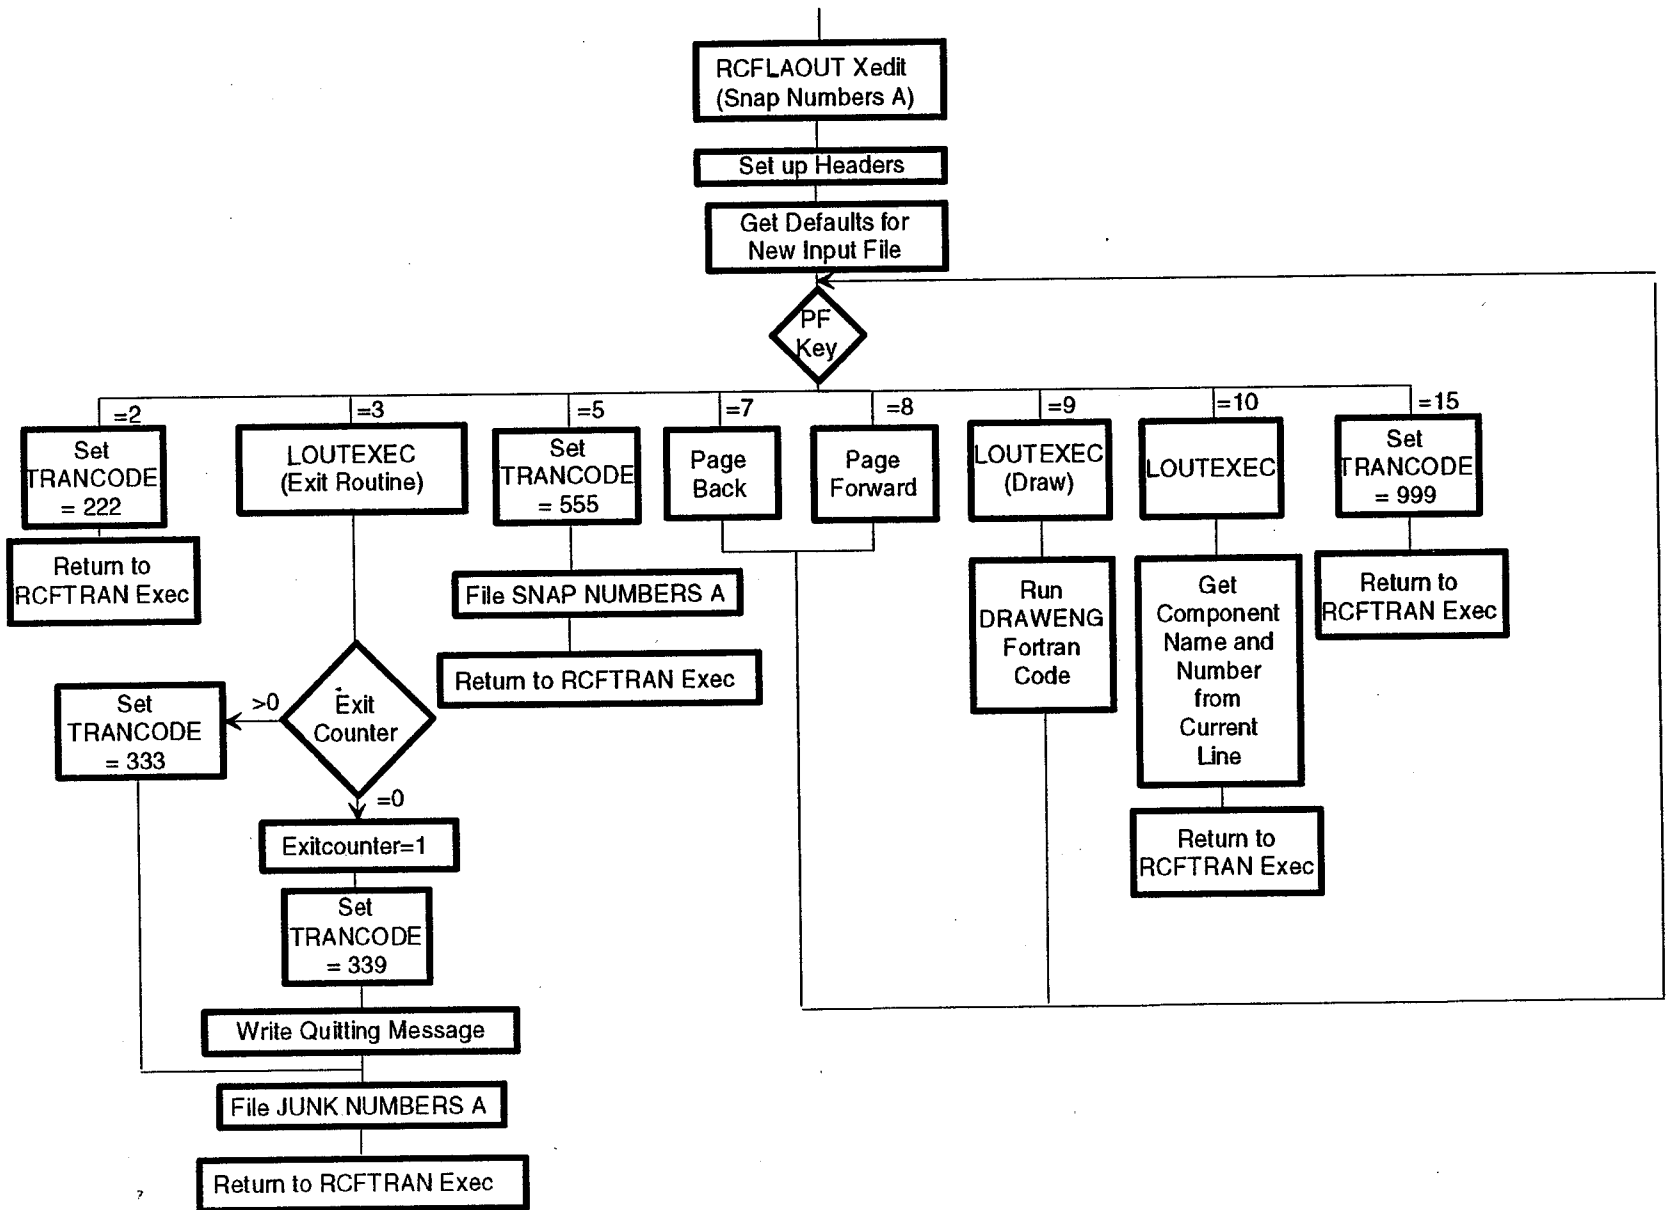 RCFLAOUT Xedit
(Snap Numbers A)
Set up Headers
Get Defaults for
New Input File
PF
Key
=2
=3
=5
=7
=8
=9
=10
=15
Set
TRANCODE
= 222
Return to
RCFTRAN Exec
LOUTEXEC
(Exit Routine)
Set
TRANCODE
= 555
File SNAP NUMBERS A
Return to RCFTRAN Exec
Page
Back
Page
Forward
LOUTEXEC
(Draw)
Run
DRAWENG
Fortran
Code
LOUTEXEC
Get
Component
Name and
Number
from
Current
Line
Return to
RCFTRAN Exec
Set
TRANCODE
= 999
Return to
RCFTRAN Exec
Exit
Counter
>0
Set
TRANCODE
= 333
=0
Exitcounter=1
Set
TRANCODE
= 339
Write Quitting Message
File JUNK NUMBERS A
Return to RCFTRAN Exec